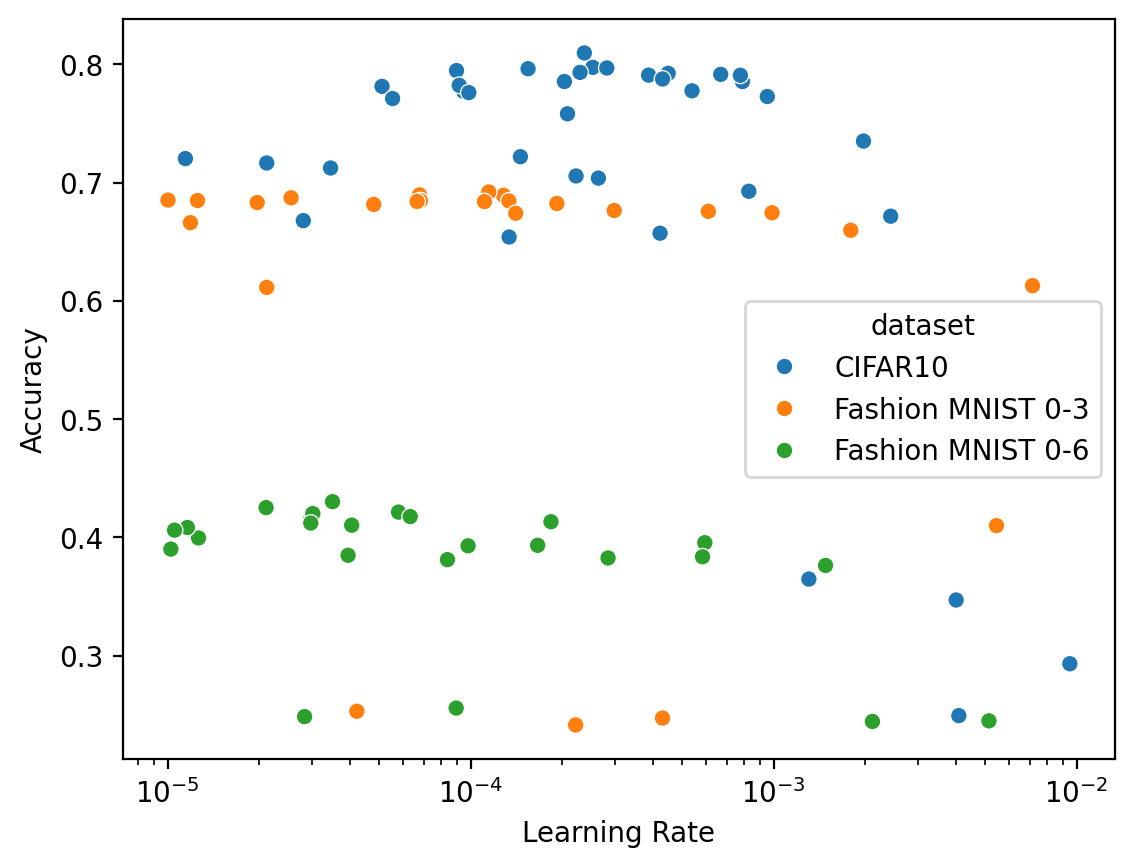 0.8
0.7
0.6
0.5
0.4
0.3
Accuracy
dataset
CIFAR10
Fashion MNIST 0-3
Fashion MNIST 0-6
10⁻⁵ 10⁻⁴ 10⁻³ 10⁻²
Learning Rate